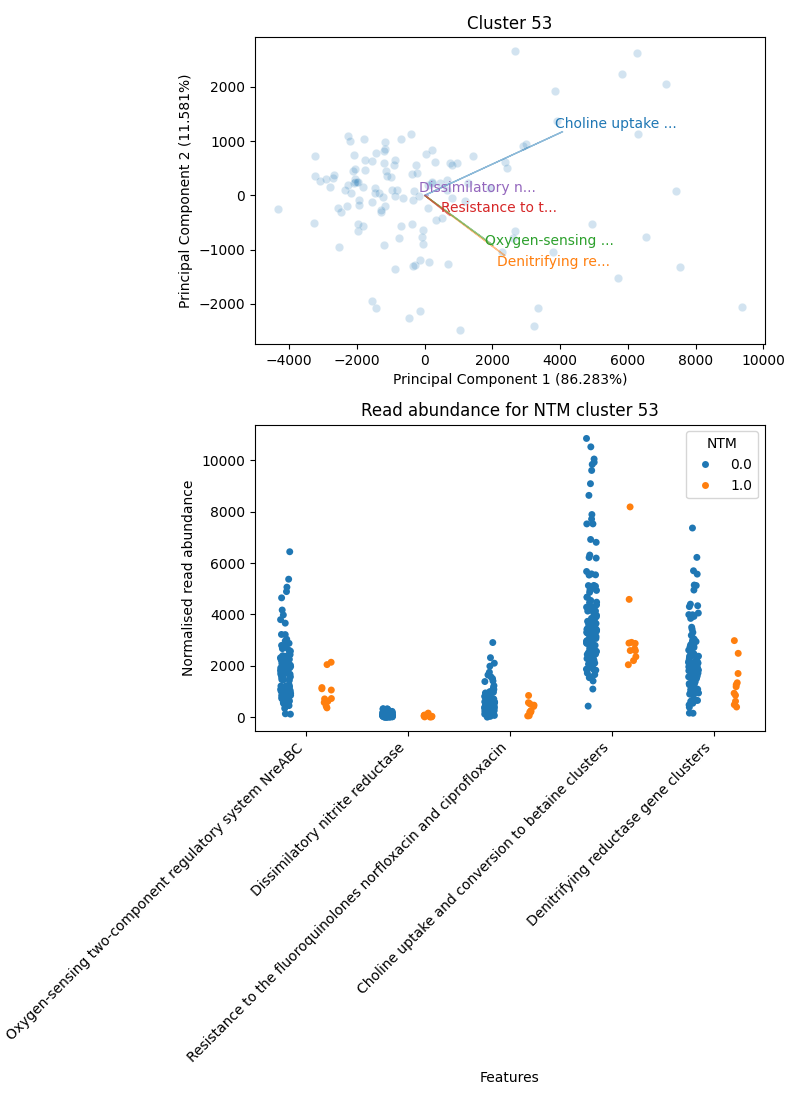 Cluster 53
Principal Component 2 (11.581%)
2000
1000
0
−1000
−2000
Choline uptake ...
Dissimilatory n...
Resistance to t...
Oxygen-sensing ...
Denitrifying re...
−4000 −2000 0 2000 4000 6000 8000 10000
Principal Component 1 (86.283%)
Read abundance for NTM cluster 53
Normalised read abundance
10000
8000
6000
4000
2000
0
NTM
0.0
1.0
Oxygen-sensing two-component regulatory system NreABC
Dissimilatory nitrite reductase
Resistance to the fluoroquinolones norfloxacin and ciprofloxacin
Choline uptake and conversion to betaine clusters
Denitrifying reductase gene clusters
Features